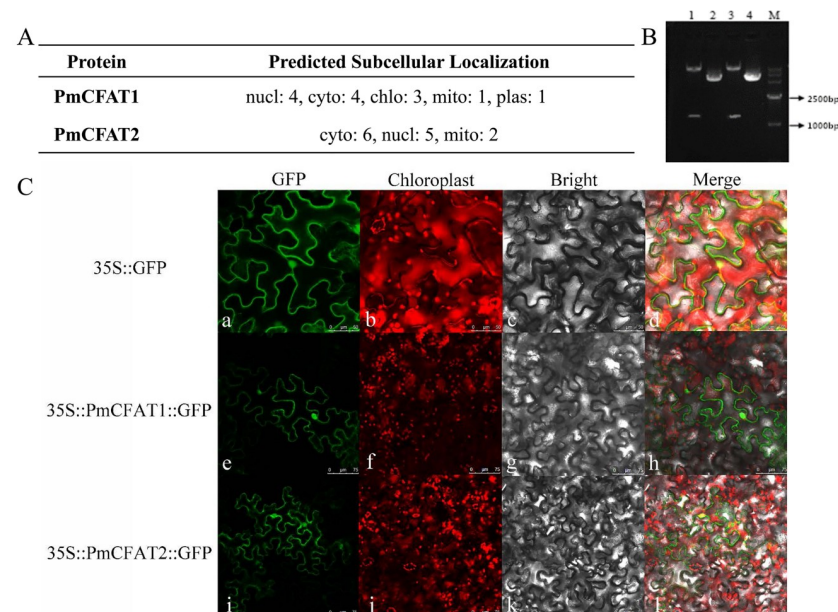 A
Protein Predicted Subcellular Localization
PmCFAT1 nucl: 4, cyto: 4, chlo: 3, mito: 1, plas: 1
PmCFAT2 cyto: 6, nucl: 5, mito: 2
B
1 2 3 4 M
2500bp
1000bp
C
GFP Chloroplast Bright Merge
35S::GFP
a b c d
35S::PmCFAT1::GFP
e f g h
35S::PmCFAT2::GFP
i j k